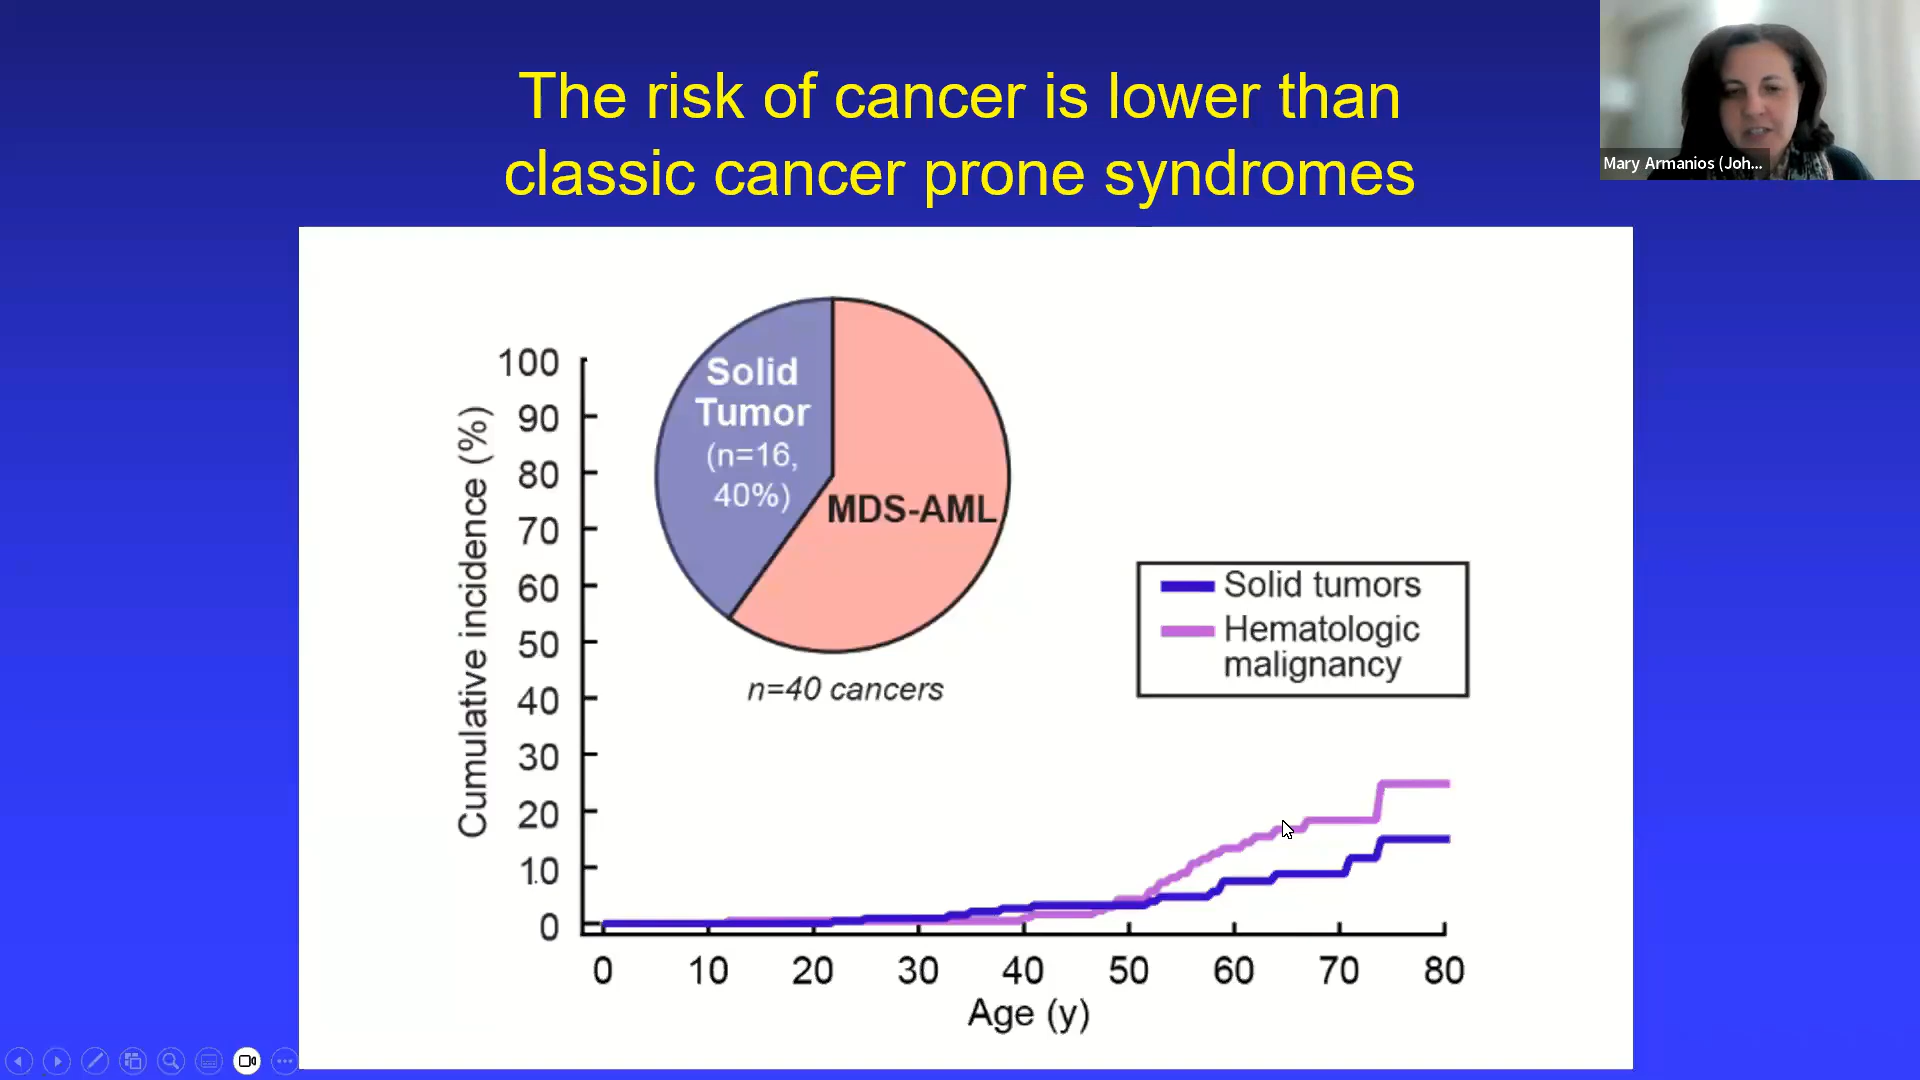 The risk of cancer is lower than
classic cancer prone syndromes
Mary Armanios (Joh...
Solid
Tumor
(n=16,
40%)
MDS-AML
n=40 cancers
Solid tumors
Hematologic
malignancy
Cumulative incidence (%)
100
90
80
70
60
50
40
30
20
10
0
0 10 20 30 40 50 60 70 80
Age (y)